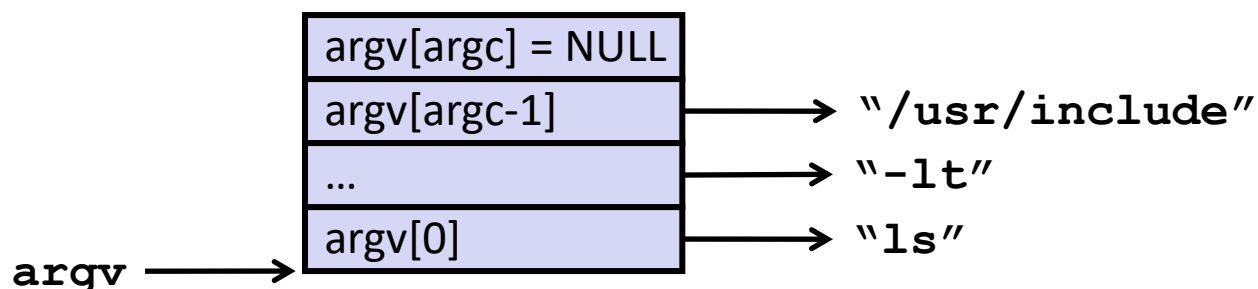 argv[argc] = NULL
argv[argc-1] “/usr/include”
… “-lt”
argv[0] “ls”
argv